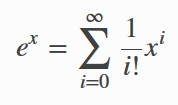 e^x = \sum_{i=0}^{\infty} \frac{1}{i!} x^i